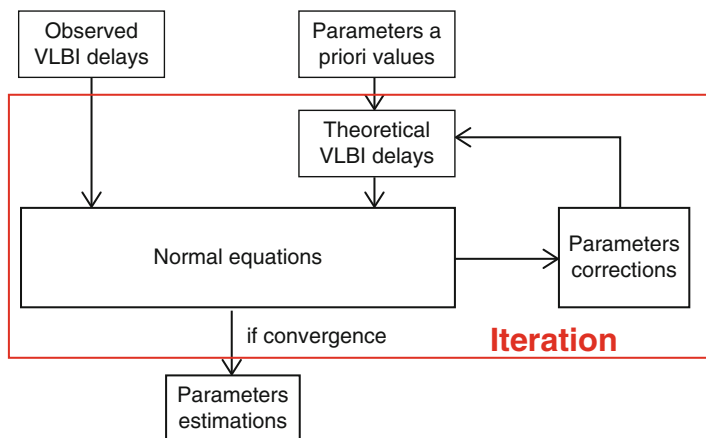 Observed
VLBI delays
Parameters a
priori values
Theoretical
VLBI delays
Normal equations
Parameters
corrections
if convergence
Iteration
Parameters
estimations